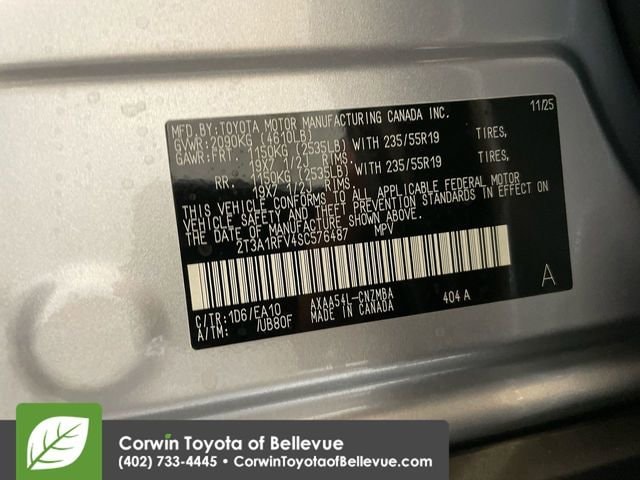 MFD. BY: TOYOTA MOTOR MANUFACTURING CANADA INC. 11/25
GVWR: 2090KG (4610LB)
GAWR: FRT. 1150KG (2535LB) WITH 235/55R19 TIRES,
19X7 1/2J RIMS,
RR. 1150KG (2535LB) WITH 235/55R19 TIRES,
19X7 1/2J RIMS.
THIS VEHICLE CONFORMS TO ALL APPLICABLE FEDERAL MOTOR
VEHICLE SAFETY AND THEFT PREVENTION STANDARDS IN EFFECT ON
THE DATE OF MANUFACTURE SHOWN ABOVE.
2T3A1RFV4SC576487 MPV
A
C/TR: 1D6/EA10 AXAA54L-CNZMBA 404 A
A/TM: /UB80F MADE IN CANADA
Corwin Toyota of Bellevue
(402) 733-4445 • CorwinToyotaofBellevue.com